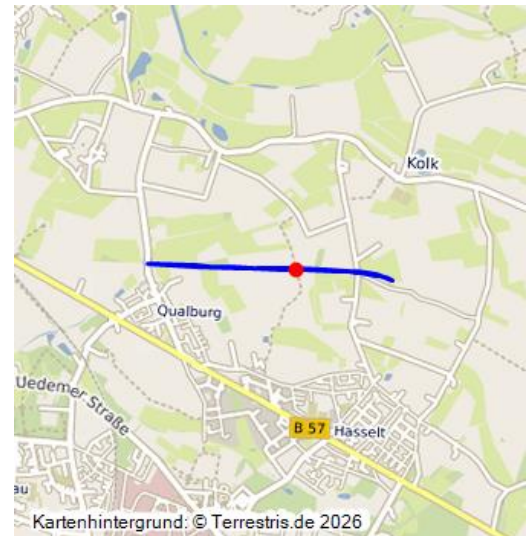 Kolk
Qualburg
Uedemer Straße
B 57
Hasselt
au
Kartenhintergrund: © Terrestris.de 2026